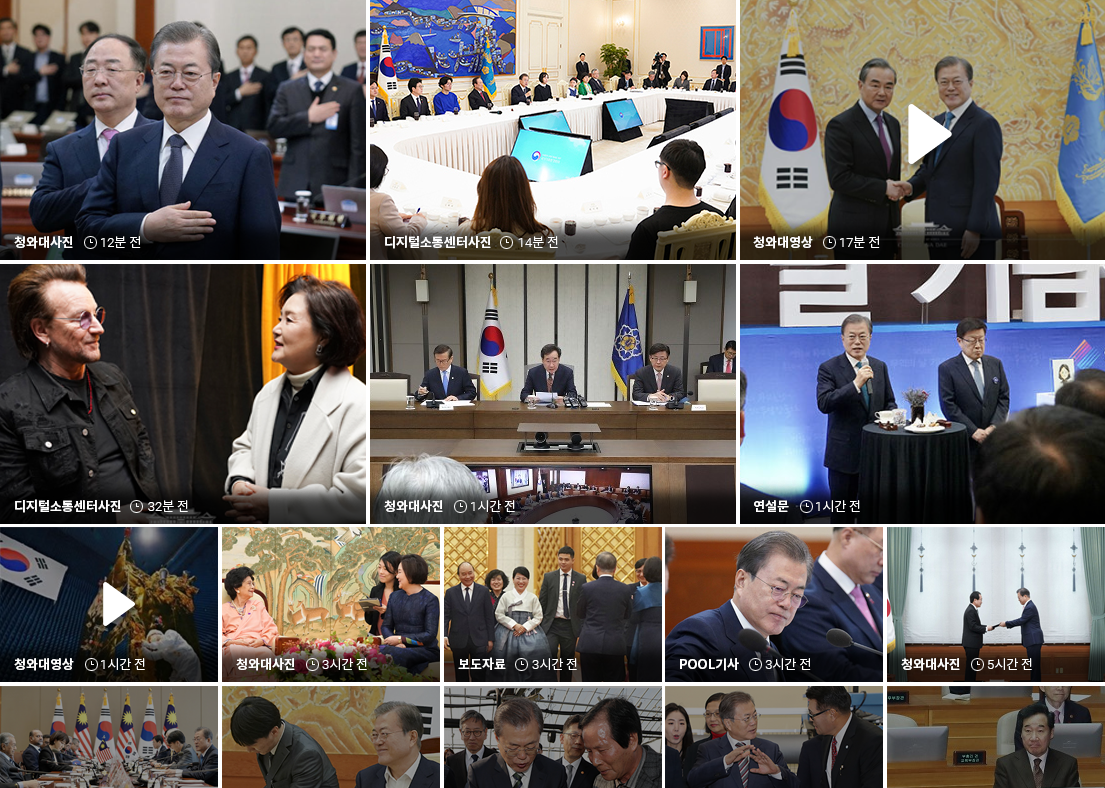 청와대사진 12분 전
디지털소통센터사진 14분 전
청와대영상 17분 전
디지털소통센터사진 32분 전
청와대사진 1시간 전
연설문 1시간 전
청와대영상 1시간 전
청와대사진 3시간 전
보도자료 3시간 전
POOL기사 3시간 전
청와대사진 5시간 전